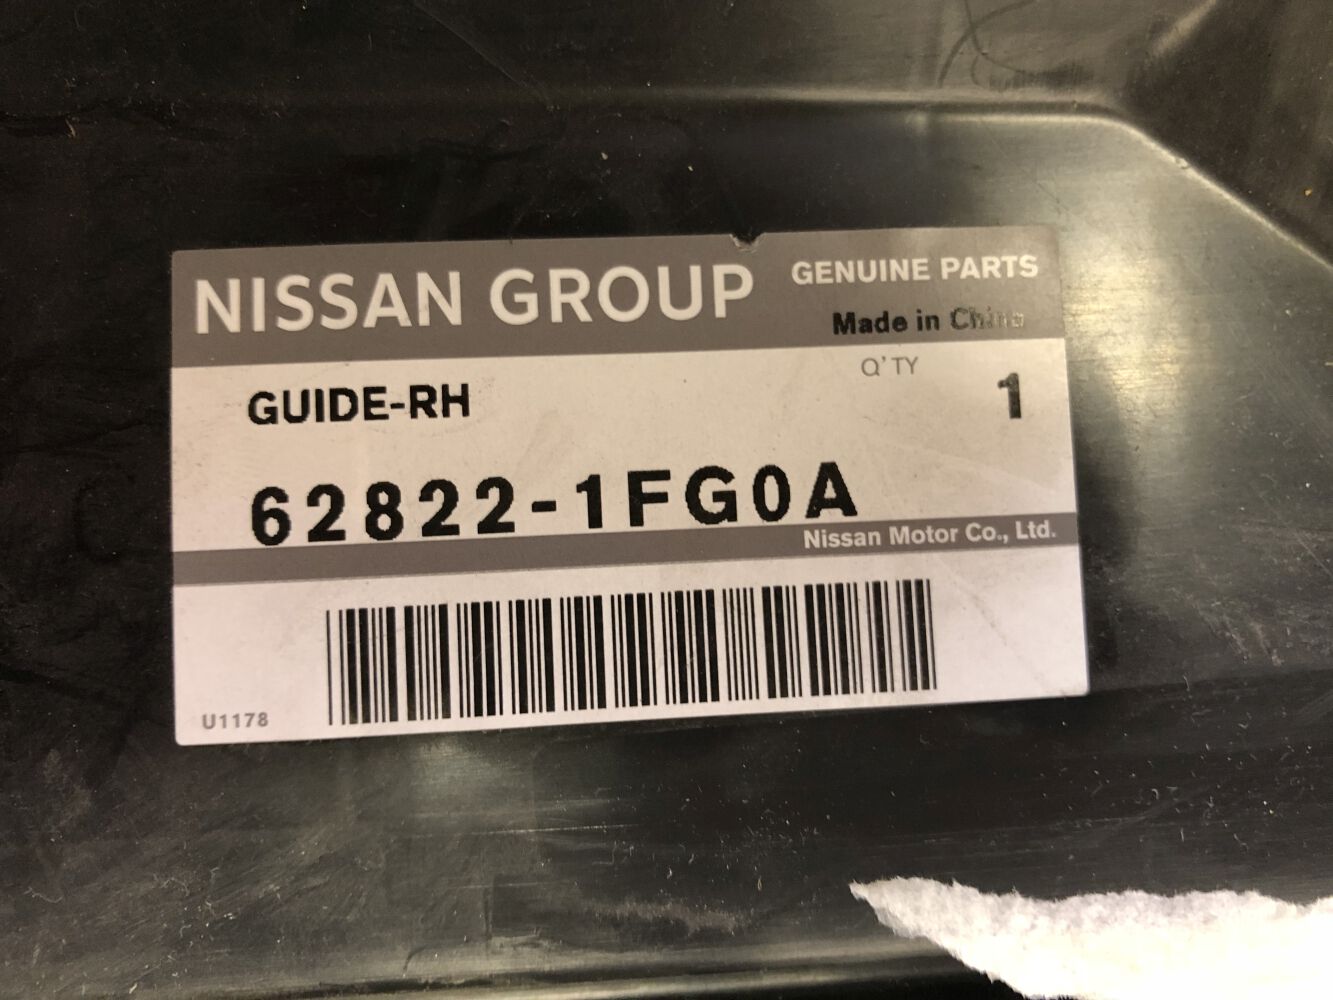 NISSAN GROUP
GENUINE PARTS
Made in China
Q'TY
GUIDE-RH
1
62822-1FG0A
Nissan Motor Co., Ltd.
U1178